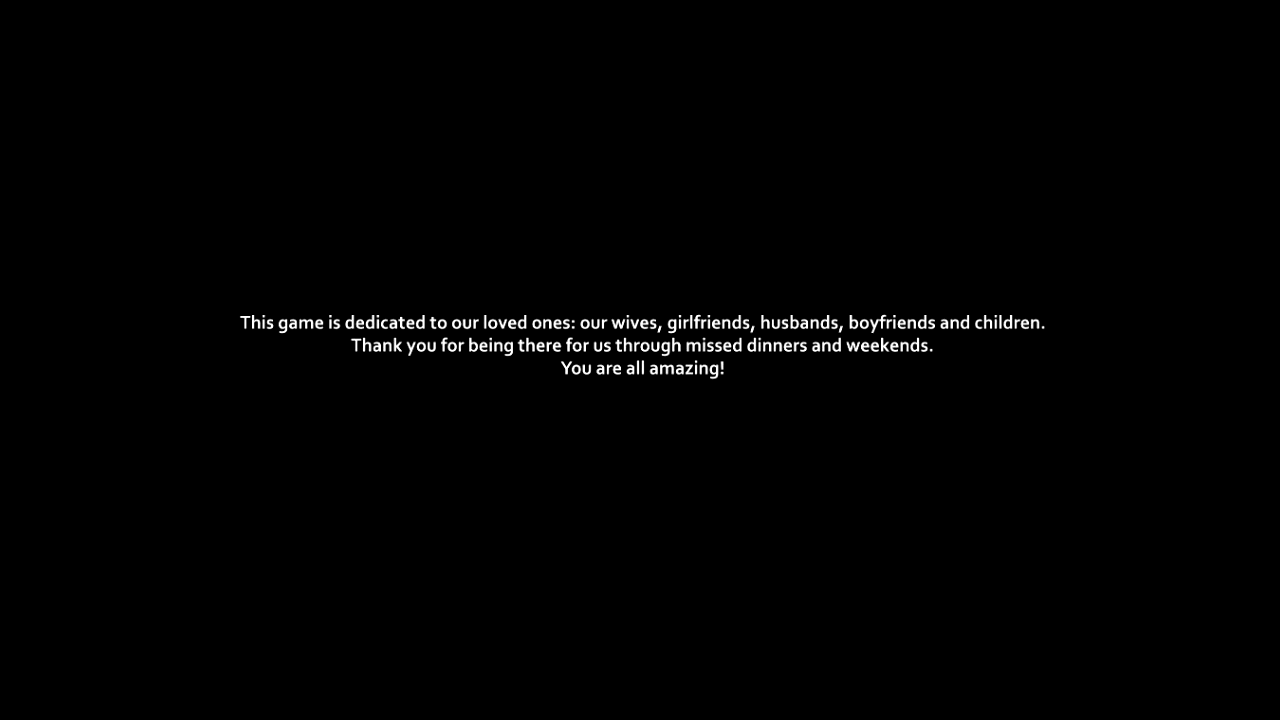 This game is dedicated to our loved ones: our wives, girlfriends, husbands, boyfriends and children.
Thank you for being there for us through missed dinners and weekends.
You are all amazing!